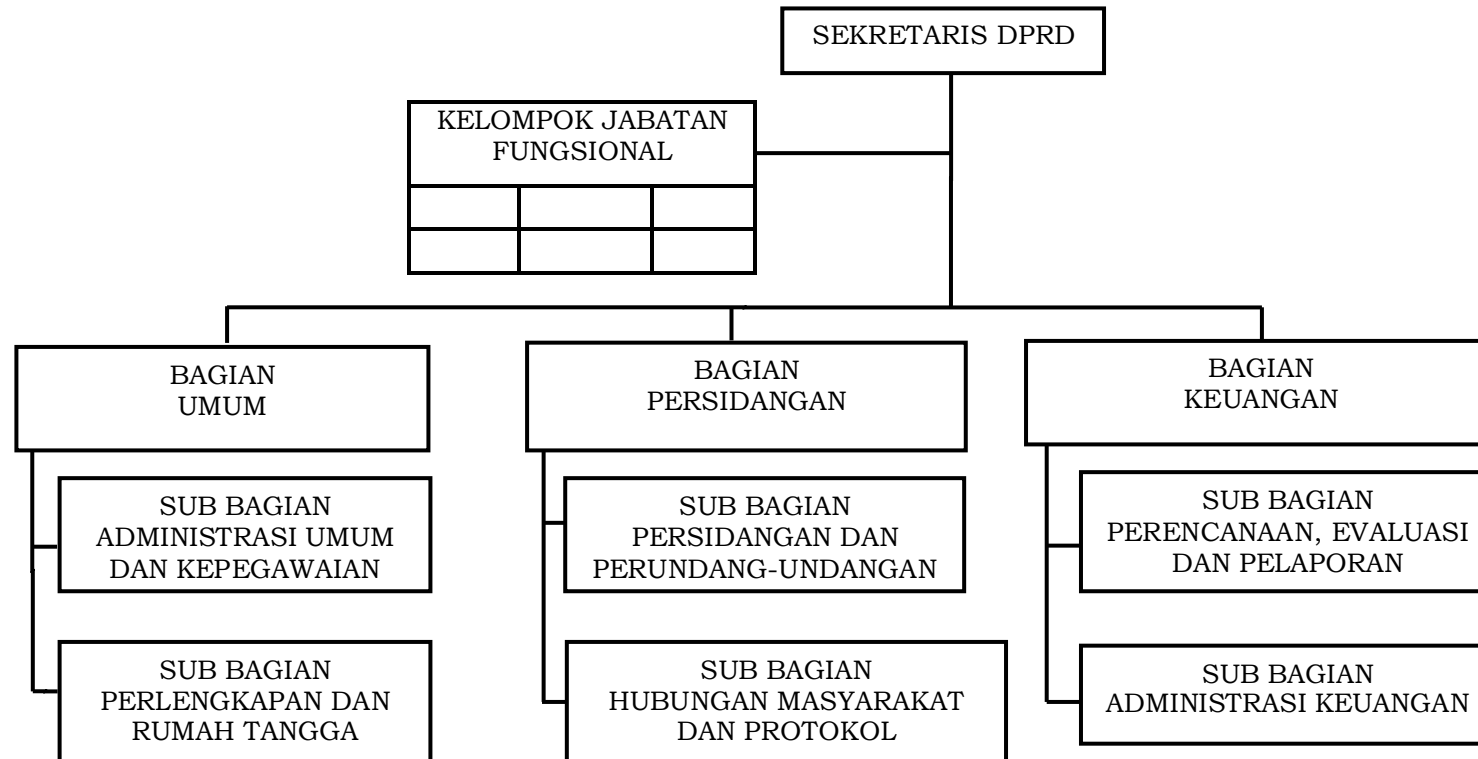 SEKRETARIS DPRD
KELOMPOK JABATAN
FUNGSIONAL
BAGIAN
UMUM
BAGIAN
PERSIDANGAN
BAGIAN
KEUANGAN
SUB BAGIAN
ADMINISTRASI UMUM
DAN KEPEGAWAIAN
SUB BAGIAN
PERSIDANGAN DAN
PERUNDANG-UNDANGAN
SUB BAGIAN
PERENCANAAN, EVALUASI
DAN PELAPORAN
SUB BAGIAN
PERLENGKAPAN DAN
RUMAH TANGGA
SUB BAGIAN
HUBUNGAN MASYARAKAT
DAN PROTOKOL
SUB BAGIAN
ADMINISTRASI KEUANGAN